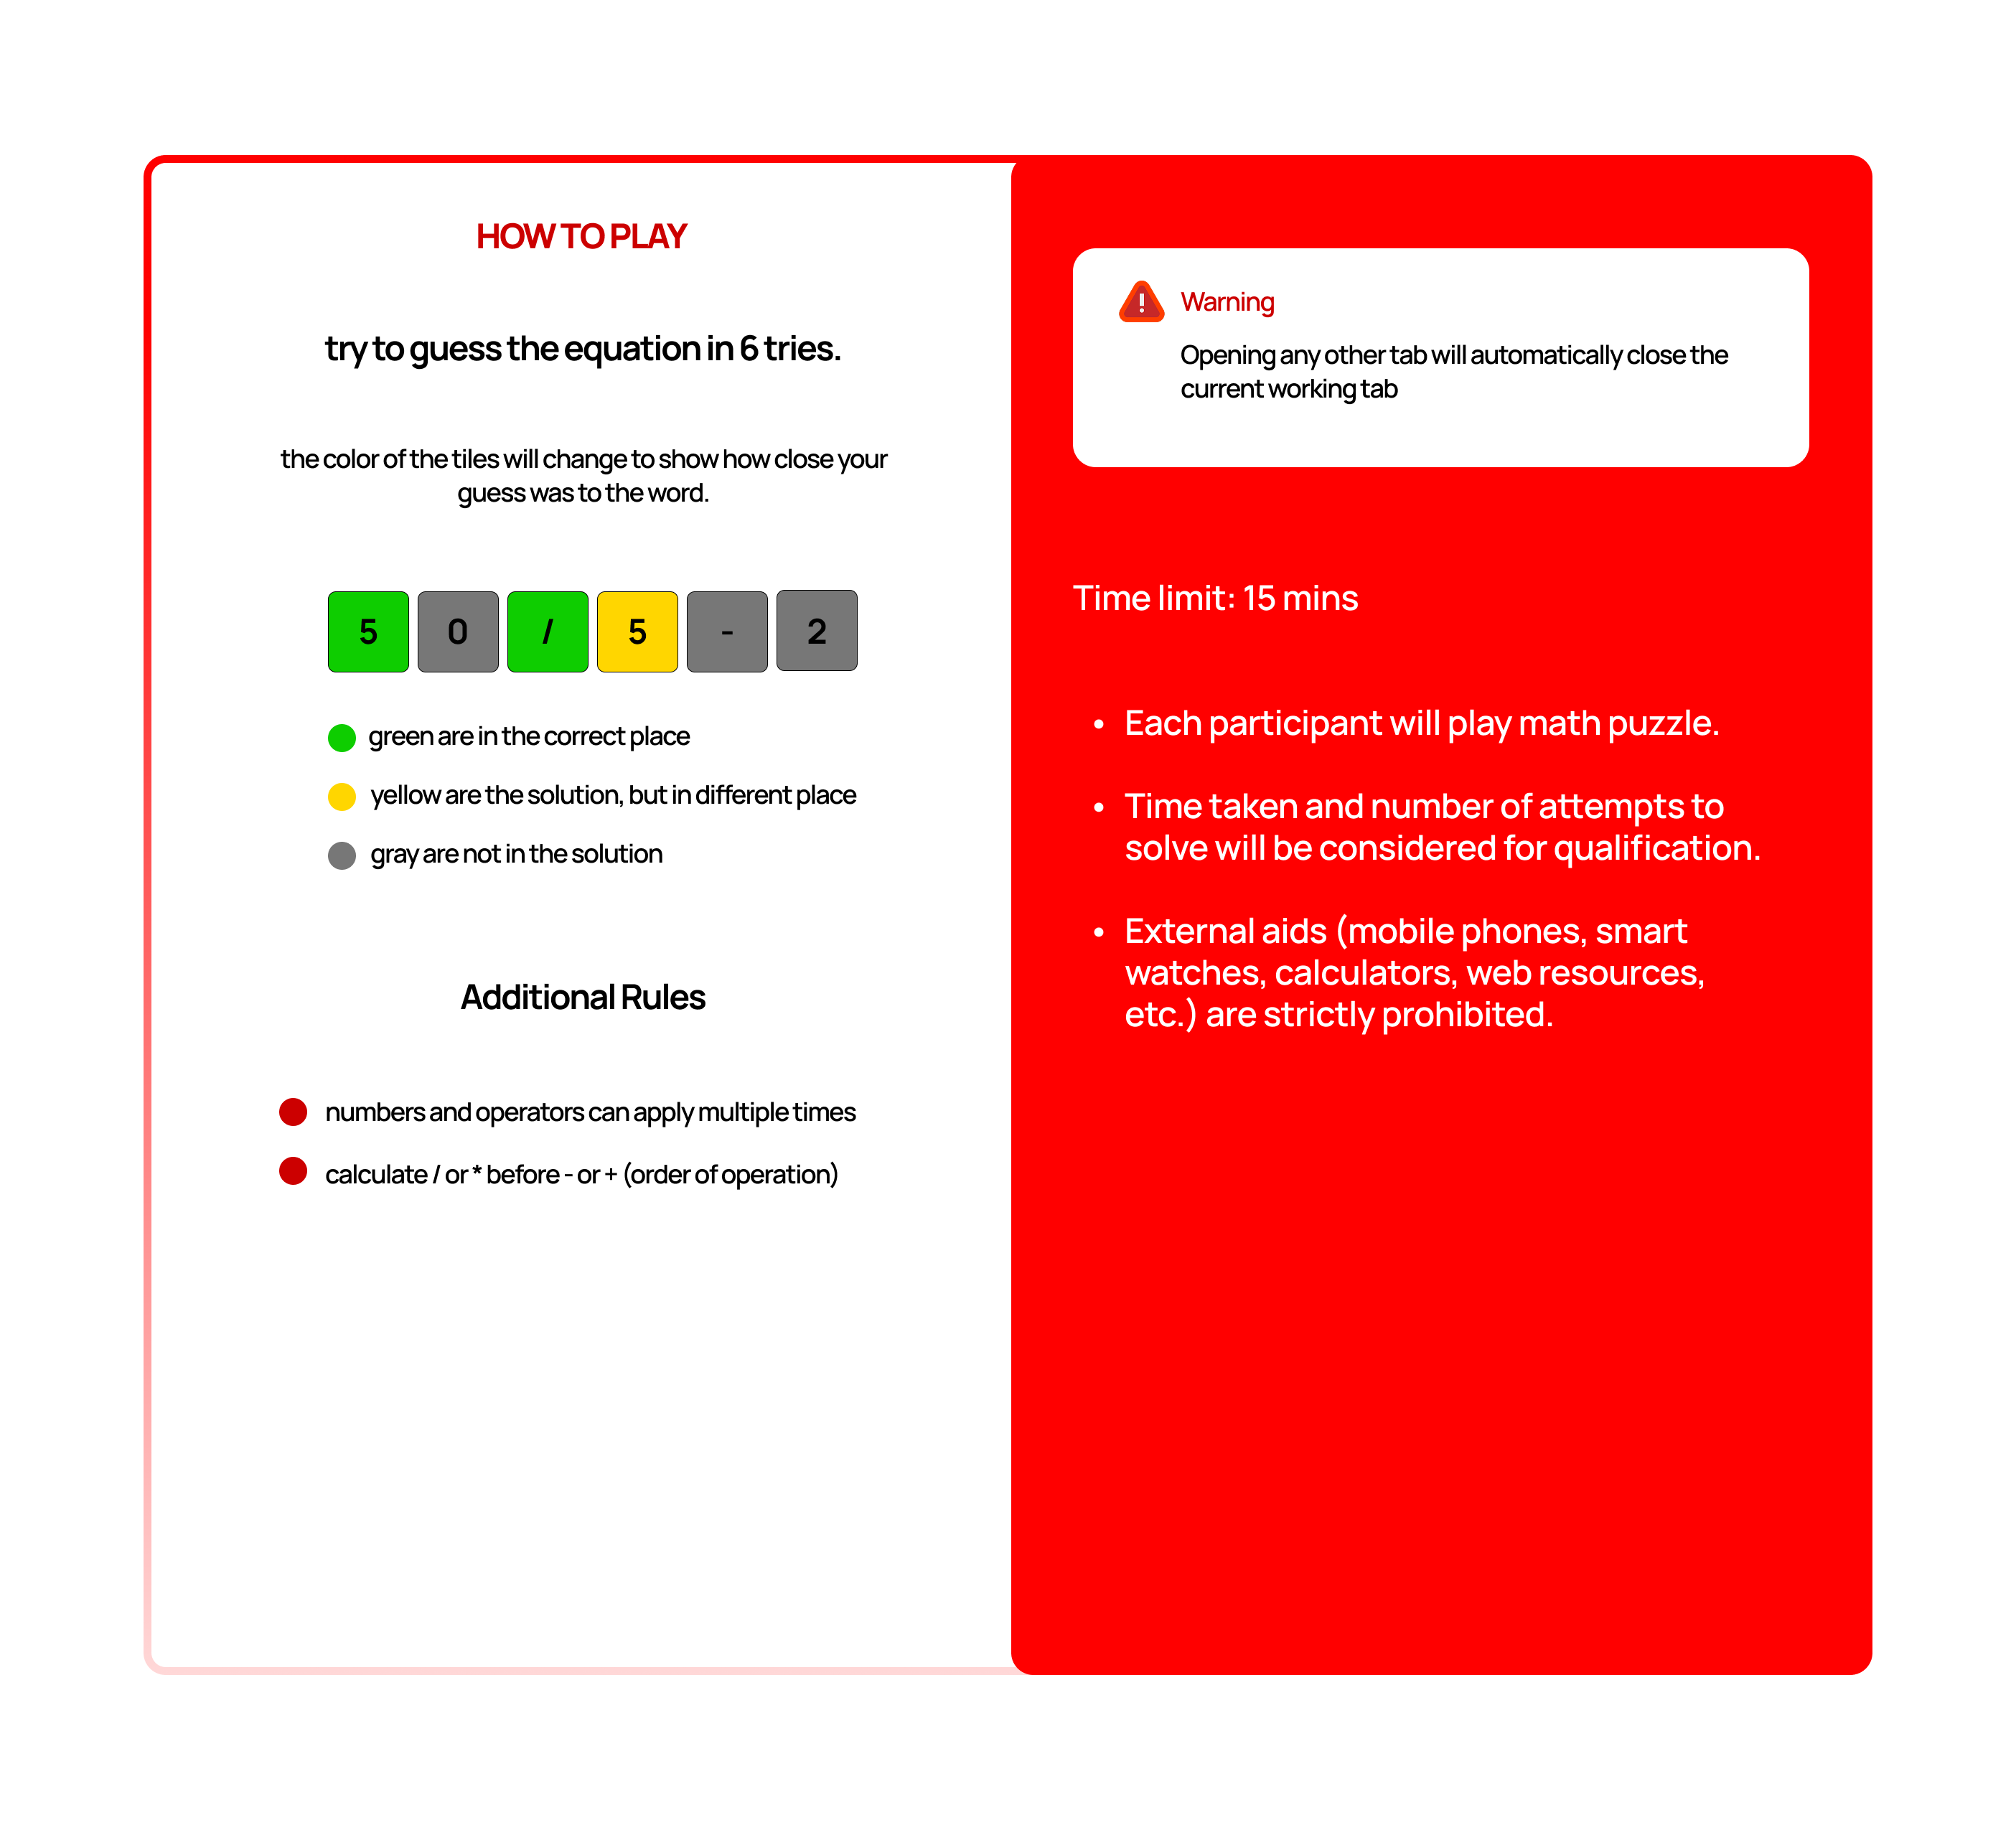 HOW TO PLAY
try to guess the equation in 6 tries.
the color of the tiles will change to show how close your
guess was to the word.
5 0 / 5 - 2
green are in the correct place
yellow are the solution, but in different place
gray are not in the solution
Additional Rules
numbers and operators can apply multiple times
calculate / or * before - or + (order of operation)
Warning
Opening any other tab will automatically close the
current working tab
Time limit: 15 mins
• Each participant will play math puzzle.
• Time taken and number of attempts to
solve will be considered for qualification.
• External aids (mobile phones, smart
watches, calculators, web resources,
etc.) are strictly prohibited.